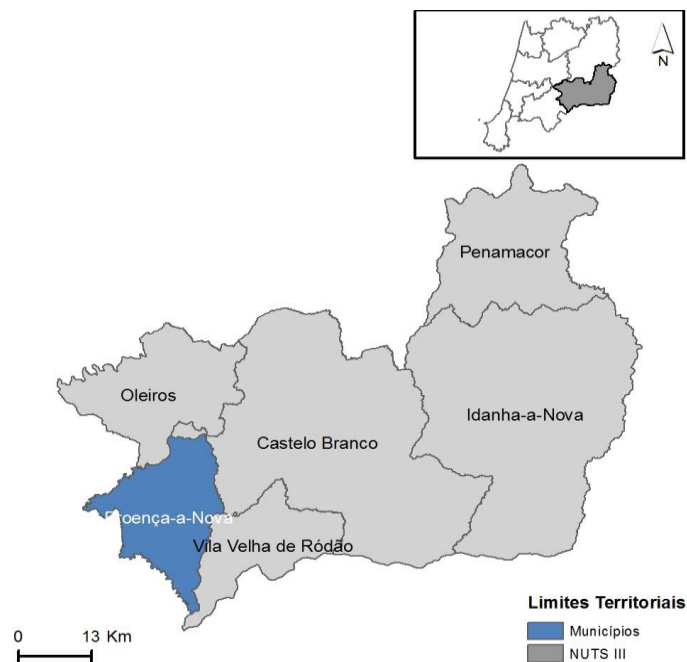 N
Penamacor
Oleiros
Idanha-a-Nova
Castelo Branco
Proença-a-Nova
Vila Velha de Ródão
Limites Territoriais
Municípios
NUTS III
0 13 Km